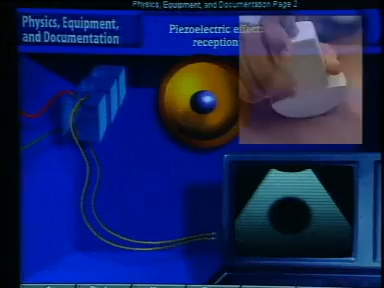 Physics, Equipment, and Documentation Page 2
Physics, Equipment,
and Documentation
Piezoelectric effect:
reception